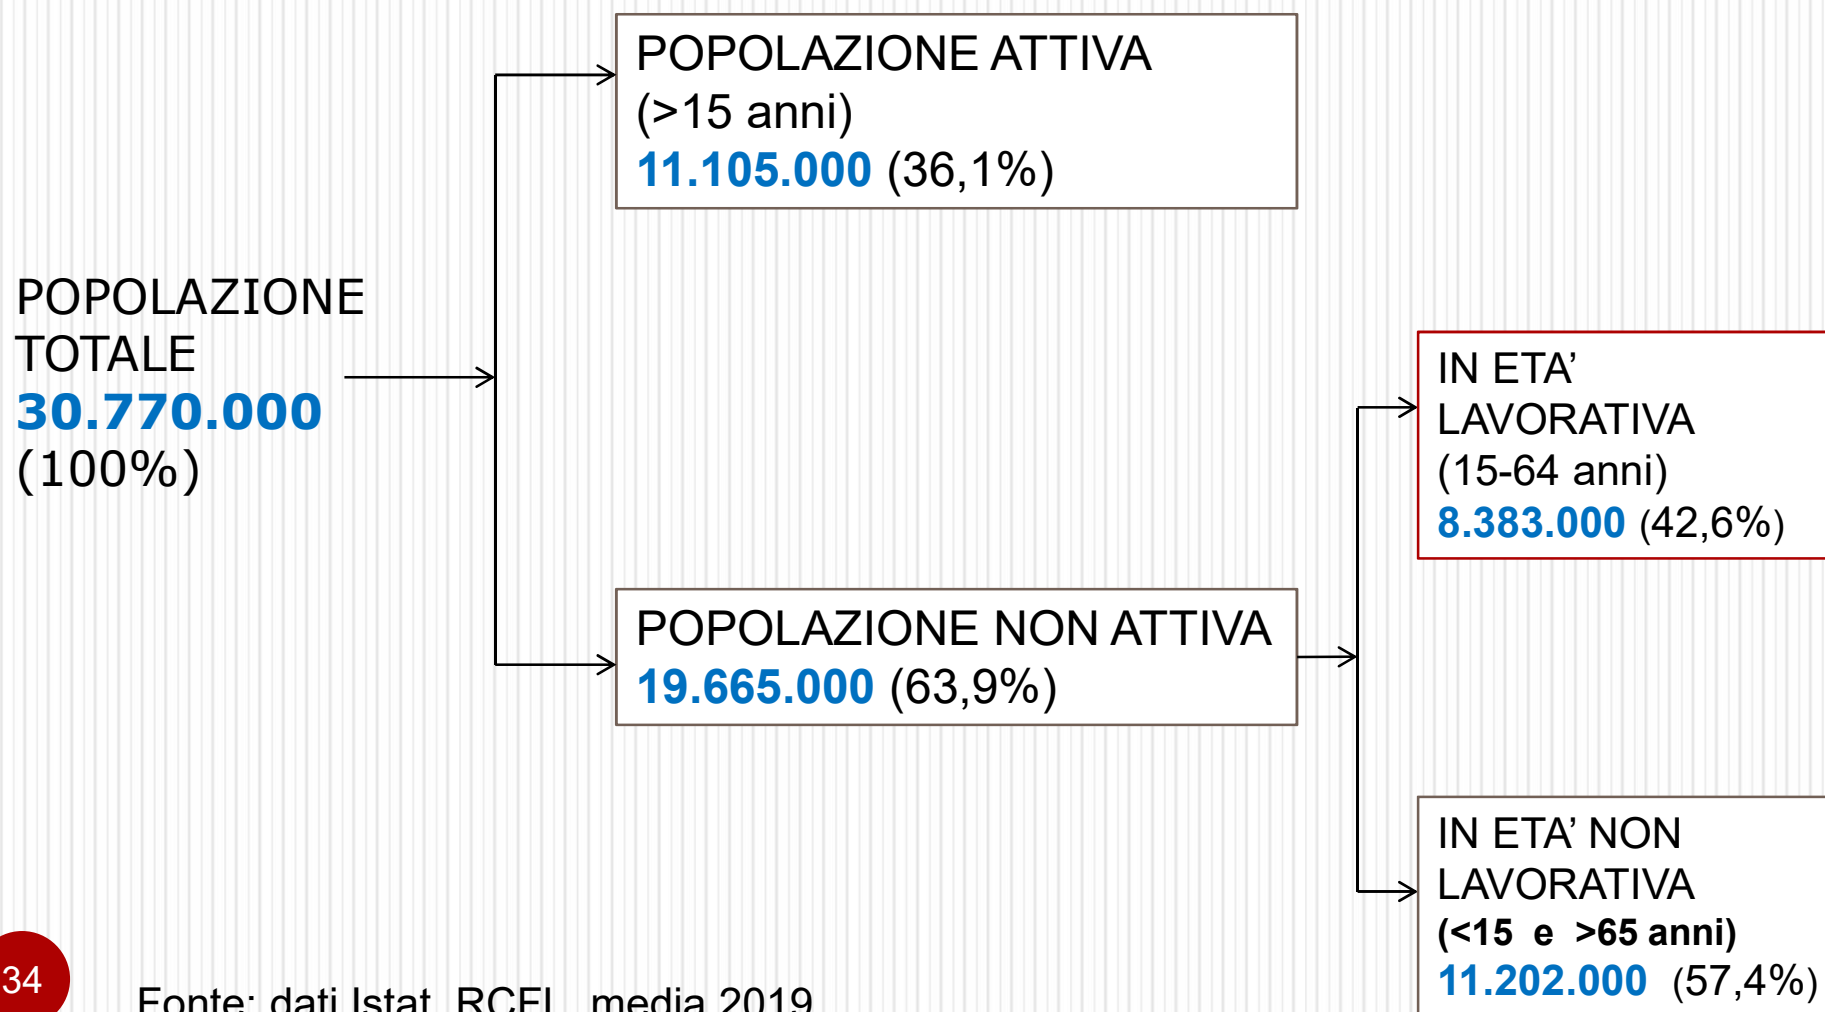 POPOLAZIONE ATTIVA
(>15 anni)
11.105.000 (36,1%)
POPOLAZIONE
TOTALE
30.770.000
(100%)
IN ETA’
LAVORATIVA
(15-64 anni)
8.383.000 (42,6%)
POPOLAZIONE NON ATTIVA
19.665.000 (63,9%)
IN ETA’ NON
LAVORATIVA
(<15 e >65 anni)
11.202.000 (57,4%)
34
Fonte: dati Istat, RCFL, media 2019